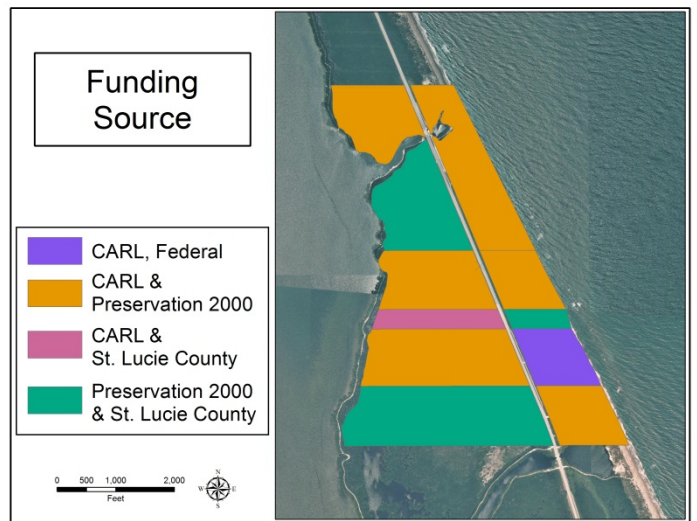 Funding
Source
CARL, Federal
CARL &
Preservation 2000
CARL &
St. Lucie County
Preservation 2000
& St. Lucie County
0 500 1,000 2,000
Feet
N
W E
S